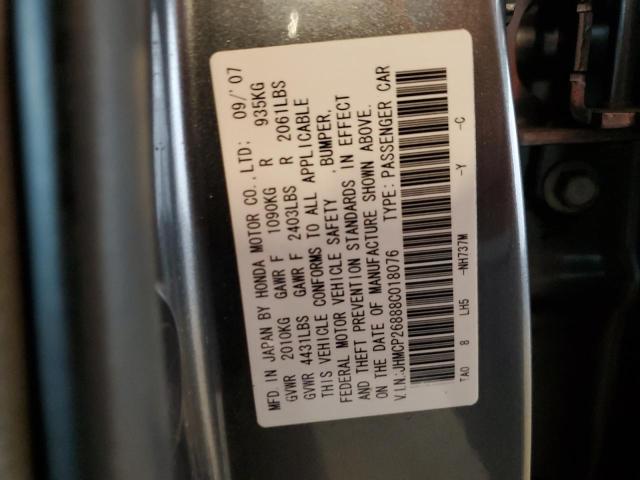 MFD. IN JAPAN BY HONDA MOTOR CO., LTD: 09/'07
GVWR 2010KG GAWR F 1090KG R 935KG
GVWR 4431LBS GAWR F 2403LBS R 2061LBS
THIS VEHICLE CONFORMS TO ALL APPLICABLE
FEDERAL MOTOR VEHICLE SAFETY , BUMPER,
AND THEFT PREVENTION STANDARDS IN EFFECT
ON THE DATE OF MANUFACTURE SHOWN ABOVE.
V.I.N.:JHMCP26888C018076 TYPE: PASSENGER CAR
TA0 8 LH5 -NH737M -Y -C